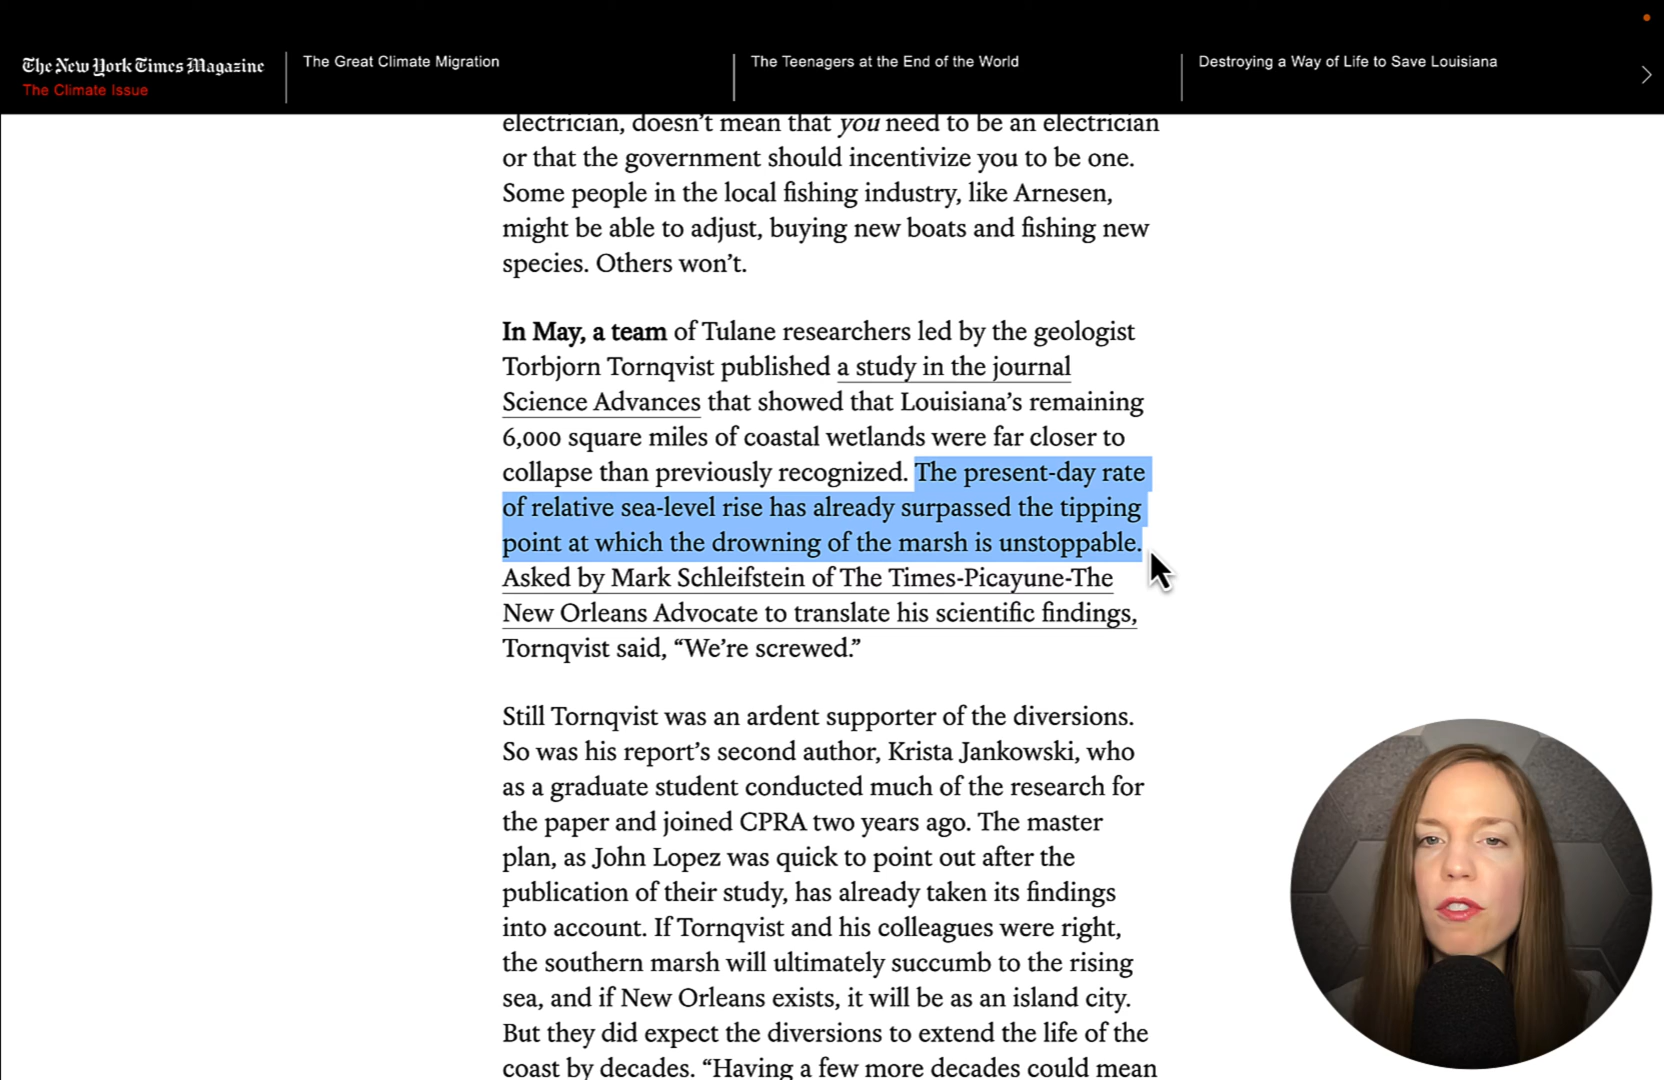 The New York Times Magazine
The Climate Issue
The Great Climate Migration
The Teenagers at the End of the World
Destroying a Way of Life to Save Louisiana
electrician, doesn’t mean that you need to be an electrician
or that the government should incentivize you to be one.
Some people in the local fishing industry, like Arnesen,
might be able to adjust, buying new boats and fishing new
species. Others won’t.
In May, a team of Tulane researchers led by the geologist
Torbjorn Tornqvist published a study in the journal
Science Advances that showed that Louisiana’s remaining
6,000 square miles of coastal wetlands were far closer to
collapse than previously recognized. The present-day rate
of relative sea-level rise has already surpassed the tipping
point at which the drowning of the marsh is unstoppable.
Asked by Mark Schleifstein of The Times-Picayune-The
New Orleans Advocate to translate his scientific findings,
Tornqvist said, “We’re screwed.”
Still Tornqvist was an ardent supporter of the diversions.
So was his report’s second author, Krista Jankowski, who
as a graduate student conducted much of the research for
the paper and joined CPRA two years ago. The master
plan, as John Lopez was quick to point out after the
publication of their study, has already taken its findings
into account. If Tornqvist and his colleagues were right,
the southern marsh will ultimately succumb to the rising
sea, and if New Orleans exists, it will be as an island city.
But they did expect the diversions to extend the life of the
coast by decades. “Having a few more decades could mean